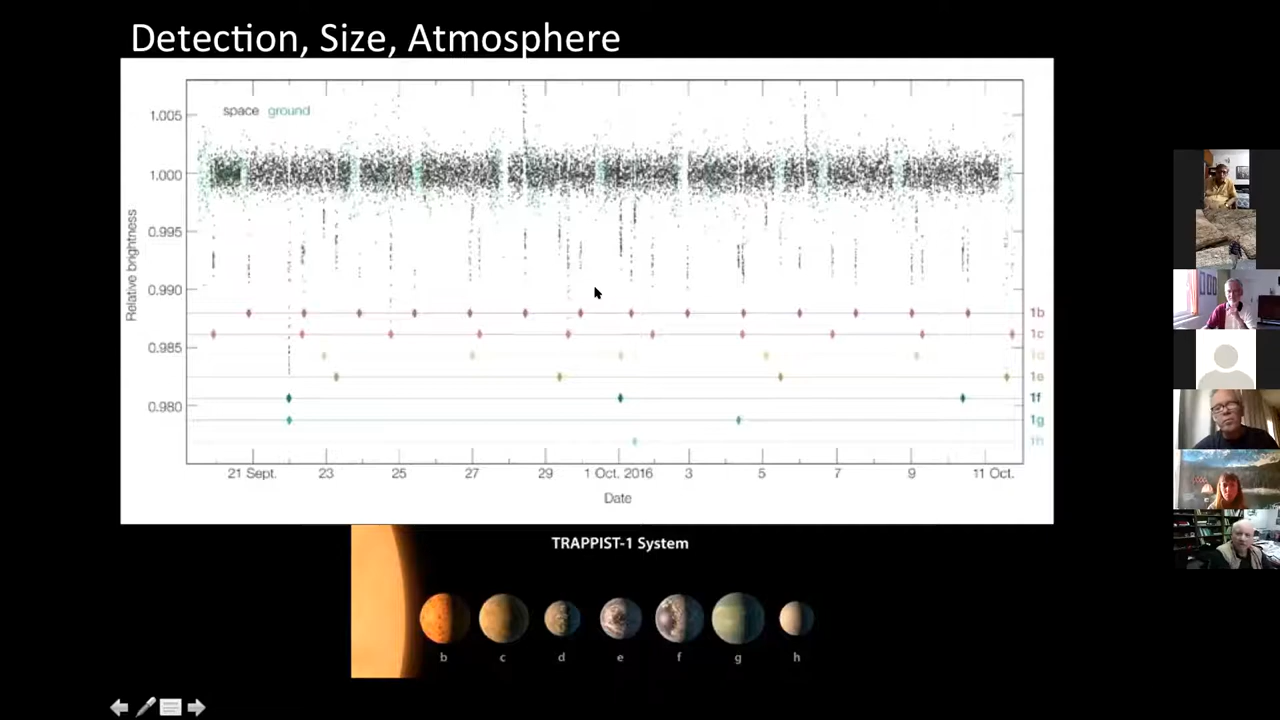 Detection, Size, Atmosphere
space ground
1.005
1.000
0.995
0.990
0.985
0.980
Relative brightness
1b
1c
1d
1e
1f
1g
1h
21 Sept. 23 25 27 29 1 Oct. 2016 3 5 7 9 11 Oct.
Date
TRAPPIST-1 System
b c d e f g h